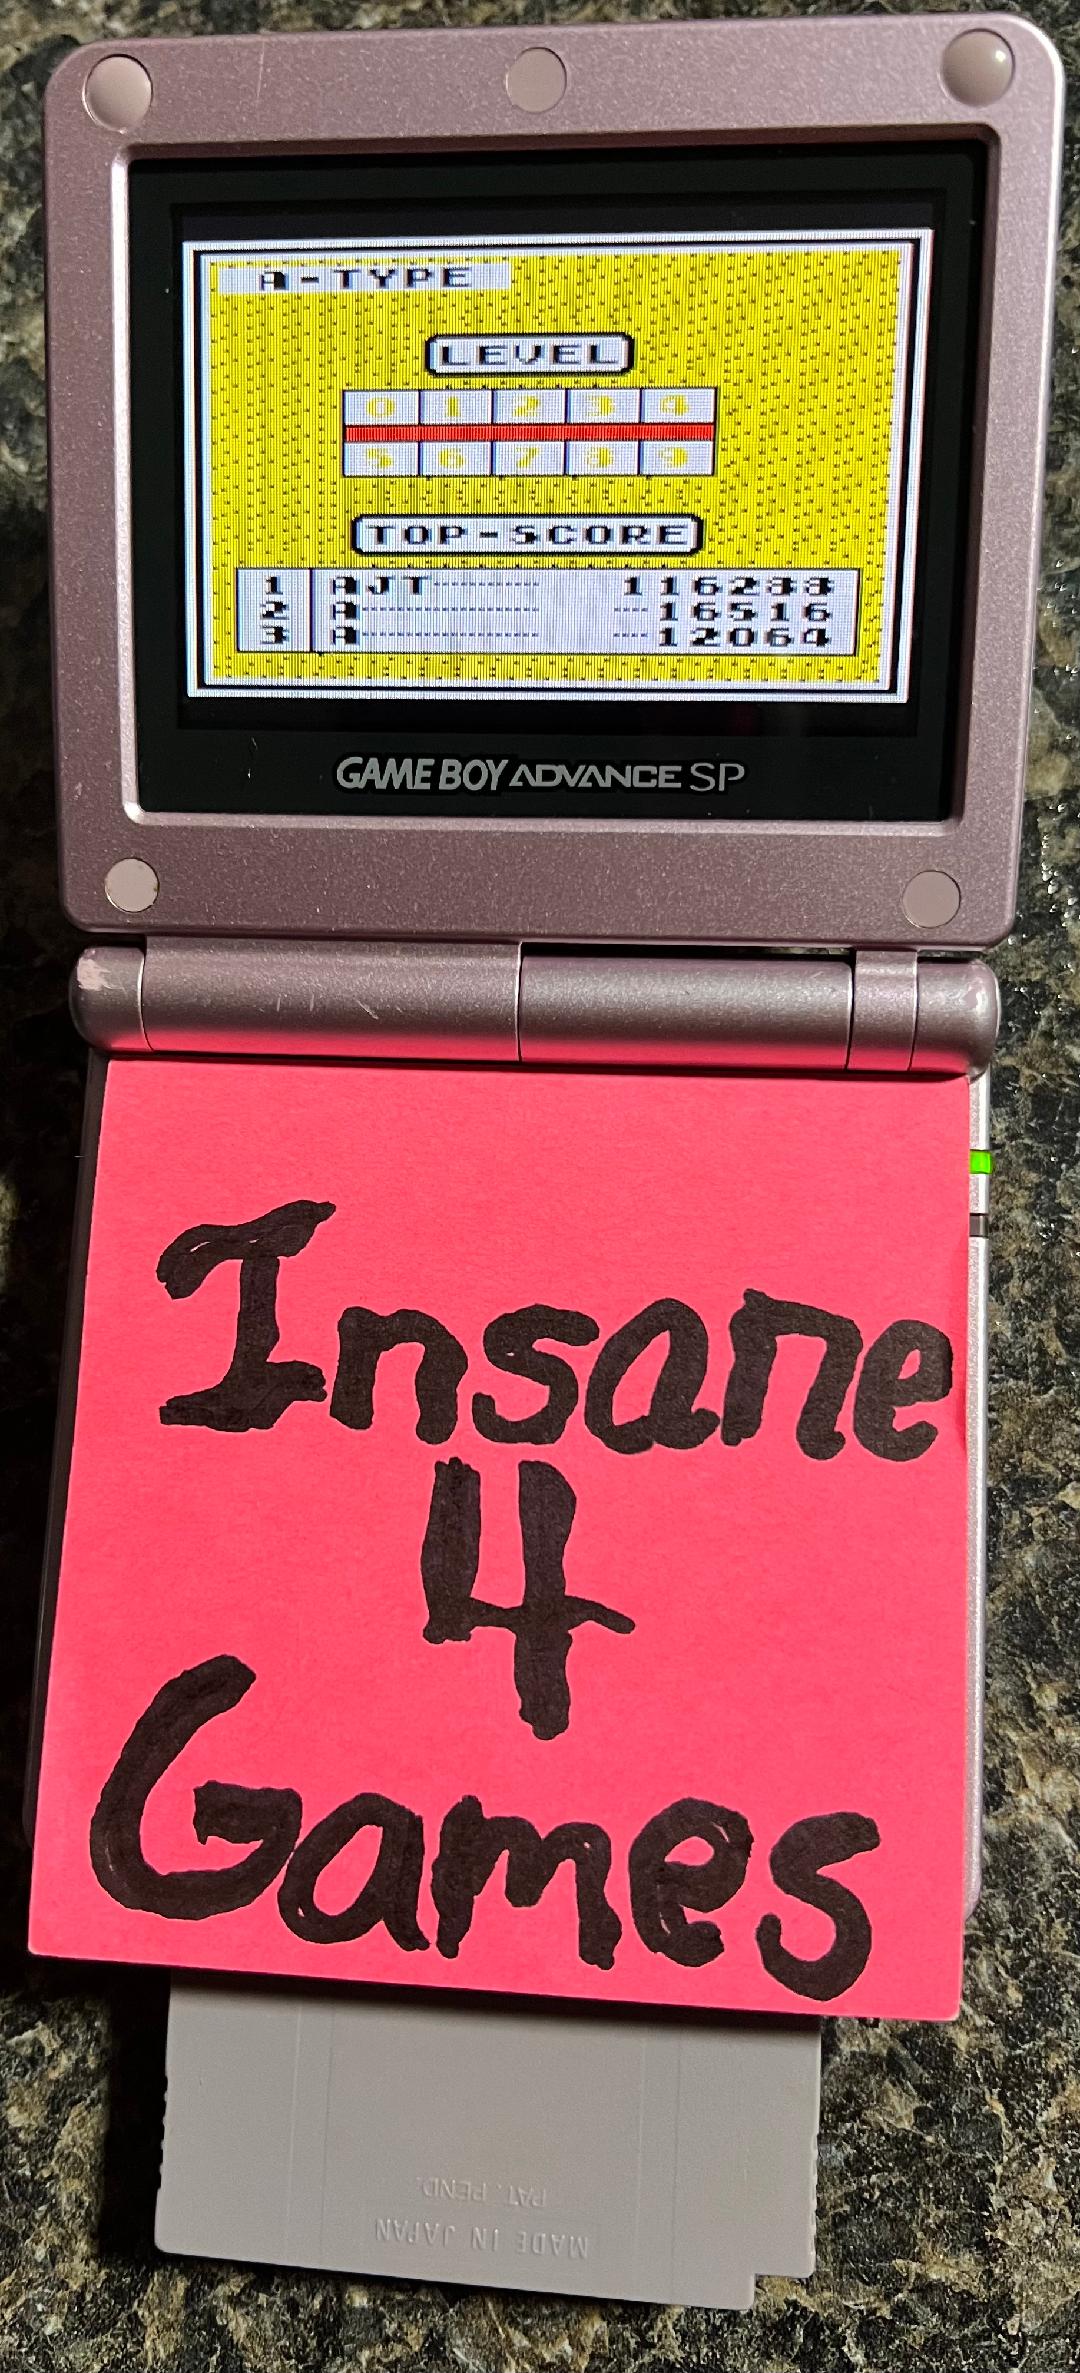 A-TYPE
LEVEL
0 1 2 3 4
5 6 7 8 9
TOP-SCORE
1 AJT 116288
2 A 16516
3 A 12064
GAME BOY ADVANCE SP
Insane
4
Games
PAT. PEND.
MADE IN JAPAN